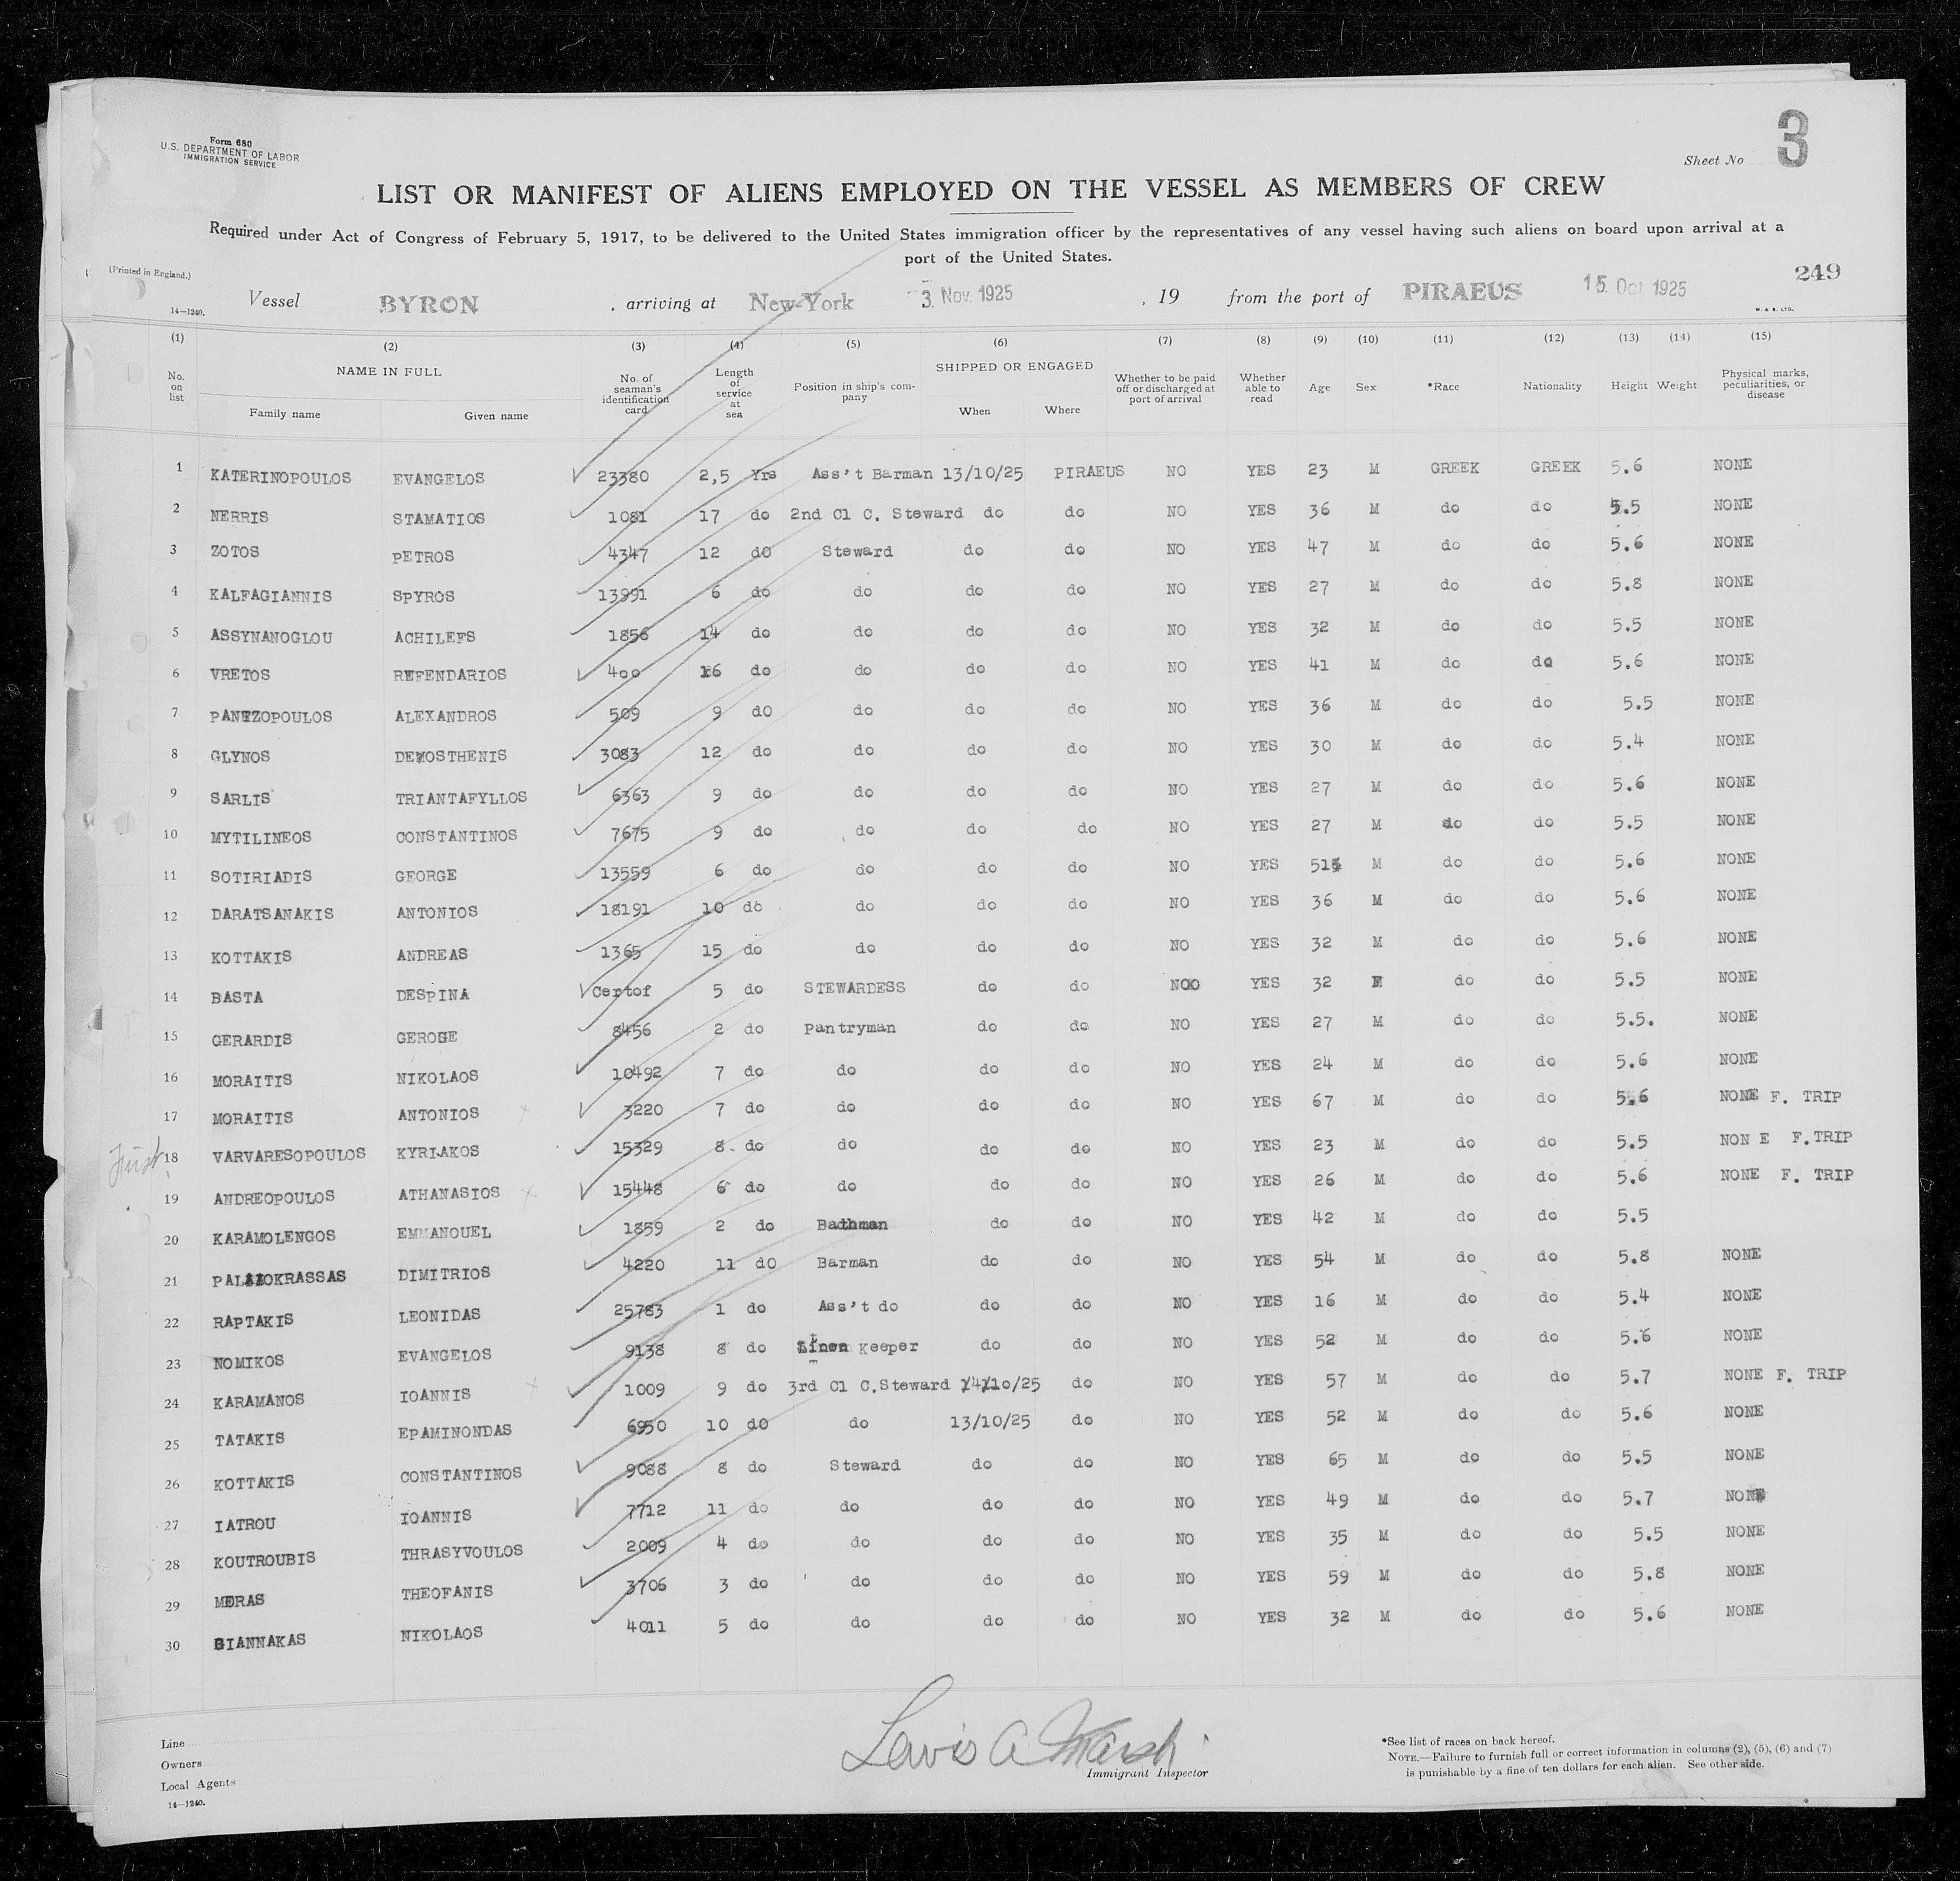 Form 680
U.S. DEPARTMENT OF LABOR
IMMIGRATION SERVICE
Sheet No 3
LIST OR MANIFEST OF ALIENS EMPLOYED ON THE VESSEL AS MEMBERS OF CREW
Required under Act of Congress of February 5, 1917, to be delivered to the United States immigration officer by the representatives of any vessel having such aliens on board upon arrival at a
port of the United States.
(Printed in England.)
249
Vessel BYRON , arriving at New-York 3. Nov. 1925 , 19 from the port of PIRAEUS 15. Oct 1925
14—1240. W. & S. LTD.
(1) (2) (3) (4) (5) (6) (7) (8) (9) (10) (11) (12) (13) (14) (15)
No. on list NAME IN FULL Family name Given name No. of seaman's identification card Length of service at sea Position in ship's company SHIPPED OR ENGAGED When Where Whether to be paid off or discharged at port of arrival Whether able to read Age Sex *Race Nationality Height Weight Physical marks, peculiarities, or disease
1 KATERINOPOULOS EVANGELOS 23380 2,5 Yrs Ass't Barman 13/10/25 PIRAEUS NO YES 23 M GREEK GREEK 5.6 NONE
2 NERRIS STAMATIOS 1081 17 do 2nd Cl C. Steward do do NO YES 36 M do do 5.5 NONE
3 ZOTOS PETROS 4347 12 dO Steward do do NO YES 47 M do do 5.6 NONE
4 KALFAGIANNIS SPYROS 13991 6 do do do do NO YES 27 M do do 5.8 NONE
5 ASSYNANOGLOU ACHILEFS 1856 14 do do do do NO YES 32 M do do 5.5 NONE
6 VRETOS REFENDARIOS 400 16 do do do do NO YES 41 M do do 5.6 NONE
7 PANTZOPOULOS ALEXANDROS 509 9 dO do do do NO YES 36 M do do 5.5 NONE
8 GLYNOS DEMOSTHENIS 3083 12 do do do do NO YES 30 M do do 5.4 NONE
9 SARLIS TRIANTAFYLLOS 6363 9 do do do do NO YES 27 M do do 5.6 NONE
10 MYTILINEOS CONSTANTINOS 7675 9 do do do do NO YES 27 M do do 5.5 NONE
11 SOTIRIADIS GEORGE 13559 6 do do do do NO YES M do do 5.6 NONE
12 DARATSANAKIS ANTONIOS 18191 10 do do do do NO YES 36 M do do 5.6 NONE
13 KOTTAKIS ANDREAS 1365 15 do do do do NO YES 32 M do do 5.6 NONE
14 BASTA DESPINA Certof 5 do STEWARDESS do do NOO YES 32 F do do 5.5 NONE
15 GERARDIS GEROGE 8456 2 do Pantryman do do NO YES 27 M do do 5.5. NONE
16 MORAITIS NIKOLAOS 10492 7 do do do do NO YES 24 M do do 5.6 NONE
17 MORAITIS ANTONIOS 3220 7 do do do do NO YES 67 M do do 5.6 NONE F. TRIP
First 18 VARVARESOPOULOS KYRIAKOS 15329 8. do do do do NO YES 23 M do do 5.5 NON E F.TRIP
19 ANDREOPOULOS ATHANASIOS 15448 6 do do do do NO YES 26 M do do 5.6 NONE F. TRIP
20 KARAMOLENGOS EMMANOUEL 1859 2 do Bathman do do NO YES 42 M do do 5.5
21 PALAIOKRASSAS DIMITRIOS 4220 11 dO Barman do do NO YES 54 M do do 5.8 NONE
22 RAPTAKIS LEONIDAS 25783 1 do Ass't do do do NO YES 16 M do do 5.4 NONE
23 NOMIKOS EVANGELOS 9138 8 do Linen Keeper do do NO YES 52 M do do 5.6 NONE
24 KARAMANOS IOANNIS 1009 9 do 3rd Cl C.Steward 14/10/25 do NO YES 57 M do do 5.7 NONE F. TRIP
25 TATAKIS EPAMINONDAS 6950 10 dO do 13/10/25 do NO YES 52 M do do 5.6 NONE
26 KOTTAKIS CONSTANTINOS 9088 8 do Steward do do NO YES 65 M do do 5.5 NONE
27 IATROU IOANNIS 7712 11 do do do do NO YES 49 M do do 5.7 NONE
28 KOUTROUBIS THRASYVOULOS 2009 4 do do do do NO YES 35 M do do 5.5 NONE
29 MERAS THEOFANIS 3706 3 do do do do NO YES 59 M do do 5.8 NONE
30 GIANNAKAS NIKOLAOS 4011 5 do do do do NO YES 32 M do do 5.6 NONE
Lewis A Marsh
Immigrant Inspector
Line
Owners
Local Agents
14—1240.
*See list of races on back hereof.
NOTE.—Failure to furnish full or correct information in columns (2), (5), (6) and (7)
is punishable by a fine of ten dollars for each alien. See other side.